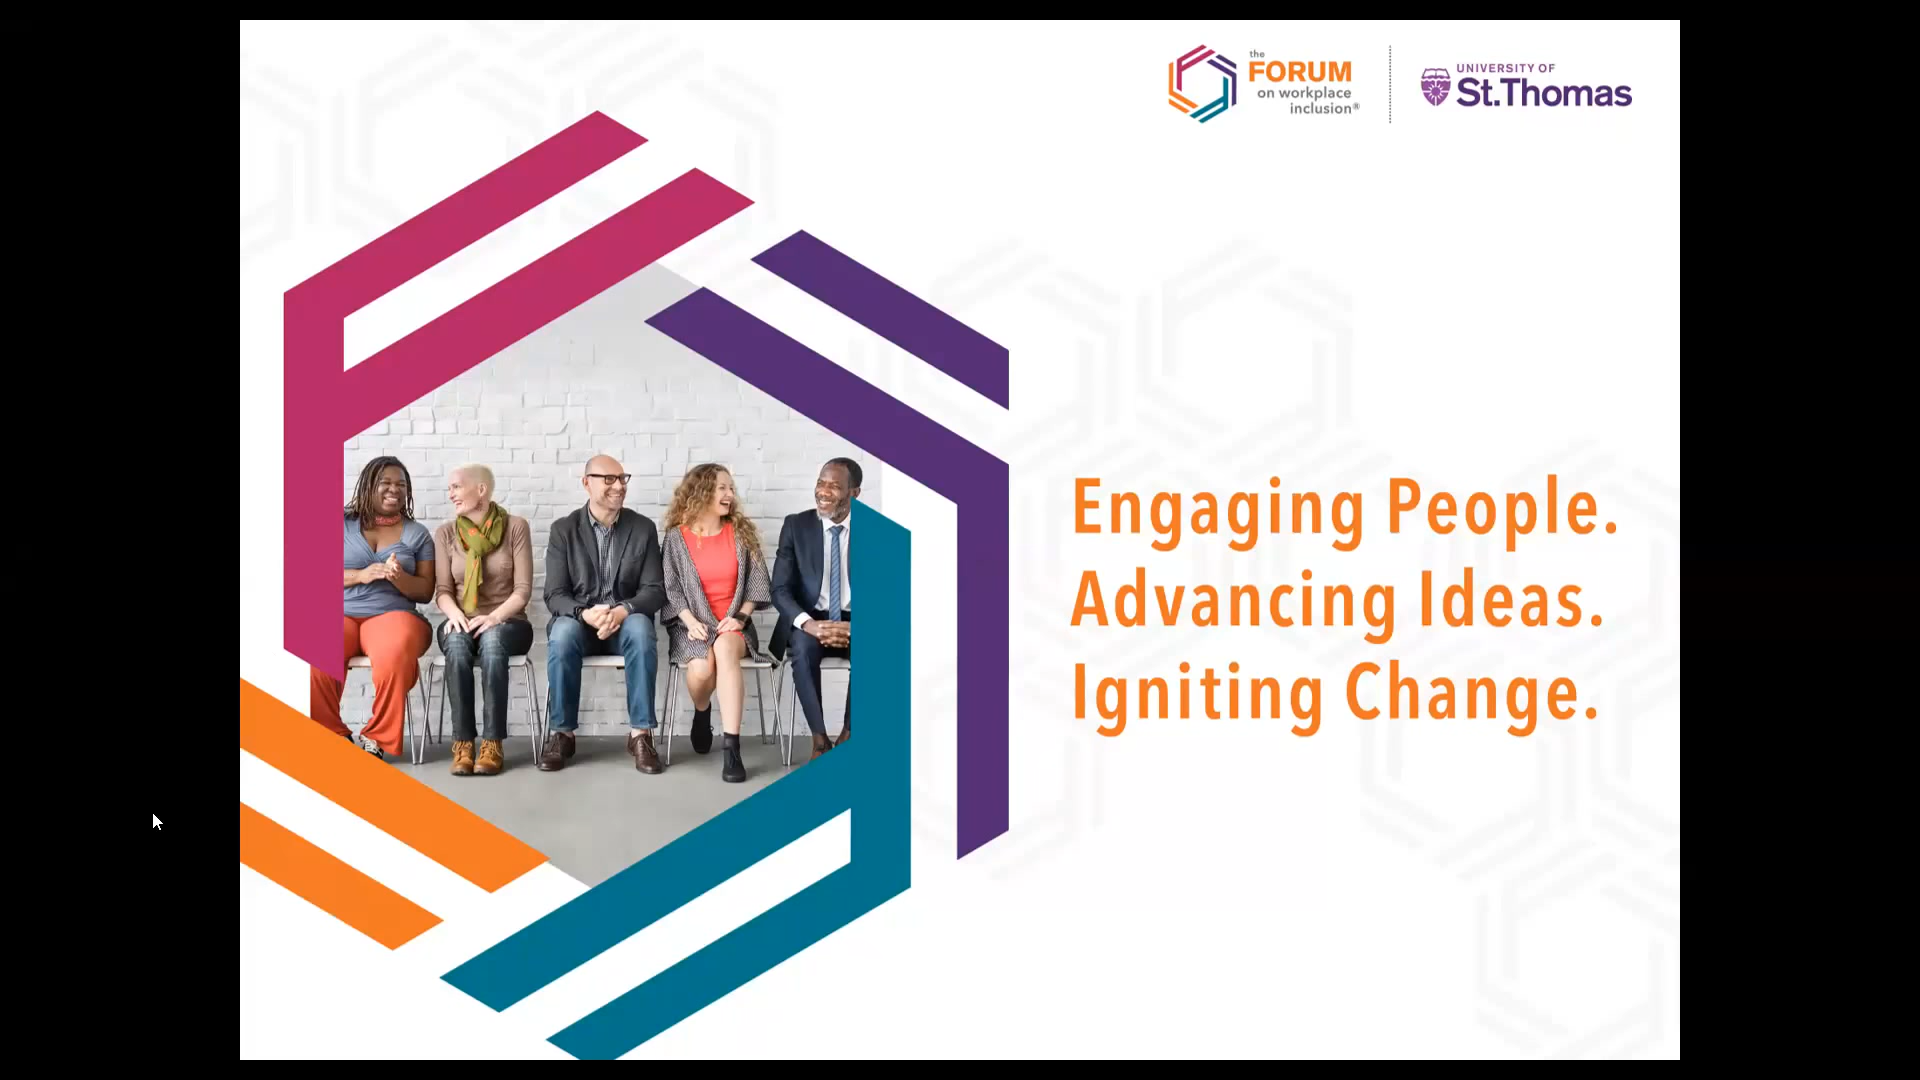 the
FORUM
on workplace
inclusion®
UNIVERSITY OF
St.Thomas
Engaging People.
Advancing Ideas.
Igniting Change.